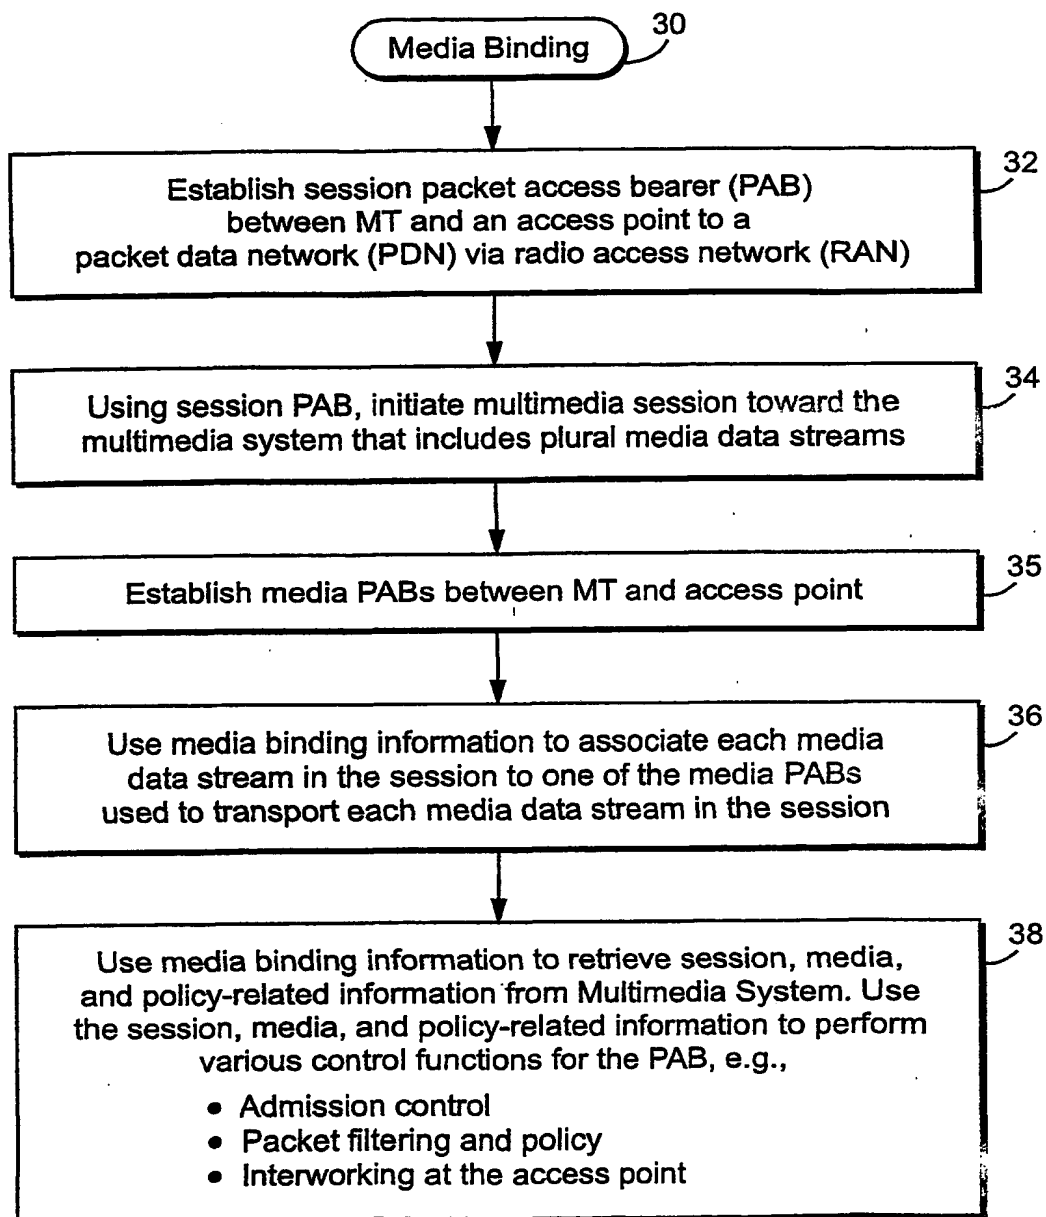 Media Binding
30
32
Establish session packet access bearer (PAB)
between MT and an access point to a
packet data network (PDN) via radio access network (RAN)
34
Using session PAB, initiate multimedia session toward the
multimedia system that includes plural media data streams
35
Establish media PABs between MT and access point
36
Use media binding information to associate each media
data stream in the session to one of the media PABs
used to transport each media data stream in the session
38
Use media binding information to retrieve session, media,
and policy-related information from Multimedia System. Use
the session, media, and policy-related information to perform
various control functions for the PAB, e.g.,
• Admission control
• Packet filtering and policy
• Interworking at the access point